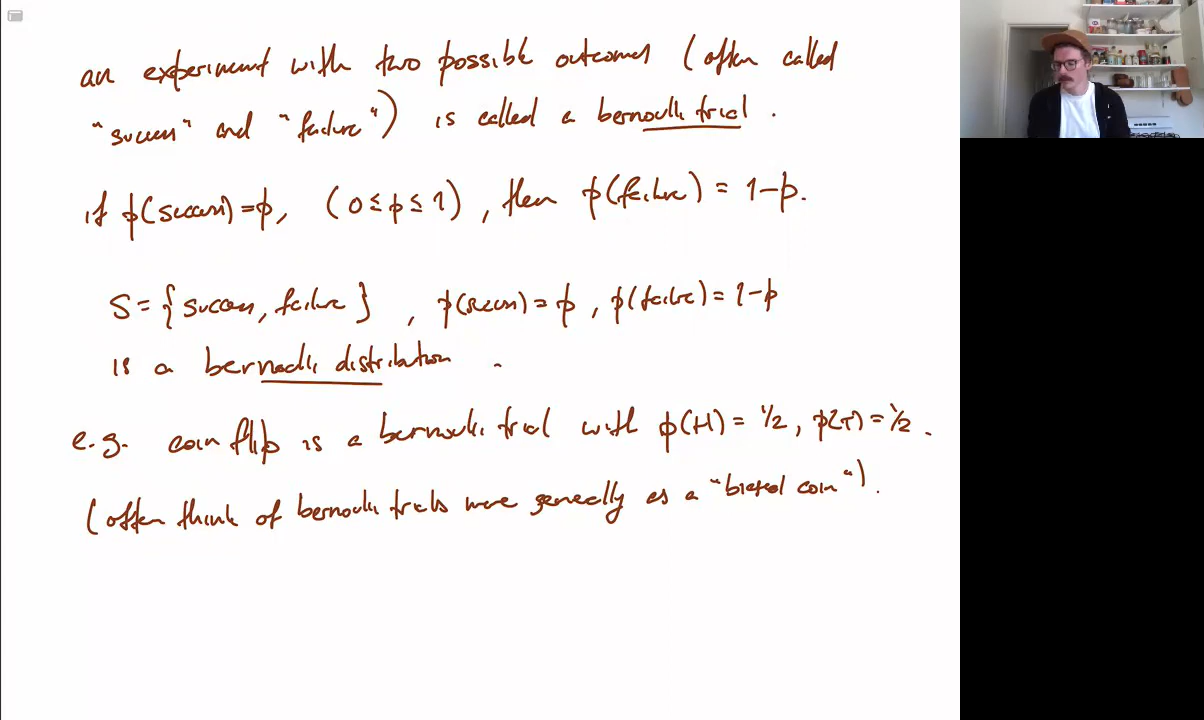 an experiment with two possible outcomes (often called
"success" and "failure") is called a bernoulli trial.
if p(success)=p, (0 ≤ p ≤ 1), then p(failure) = 1-p.
S = {success, failure}, p(success) = p, p(failure) = 1-p
is a bernoulli distribution.
e.g. coin flip is a bernoulli trial with p(H) = 1/2, p(T) = 1/2.
(often think of bernoulli trials more generally as a "biased coin").